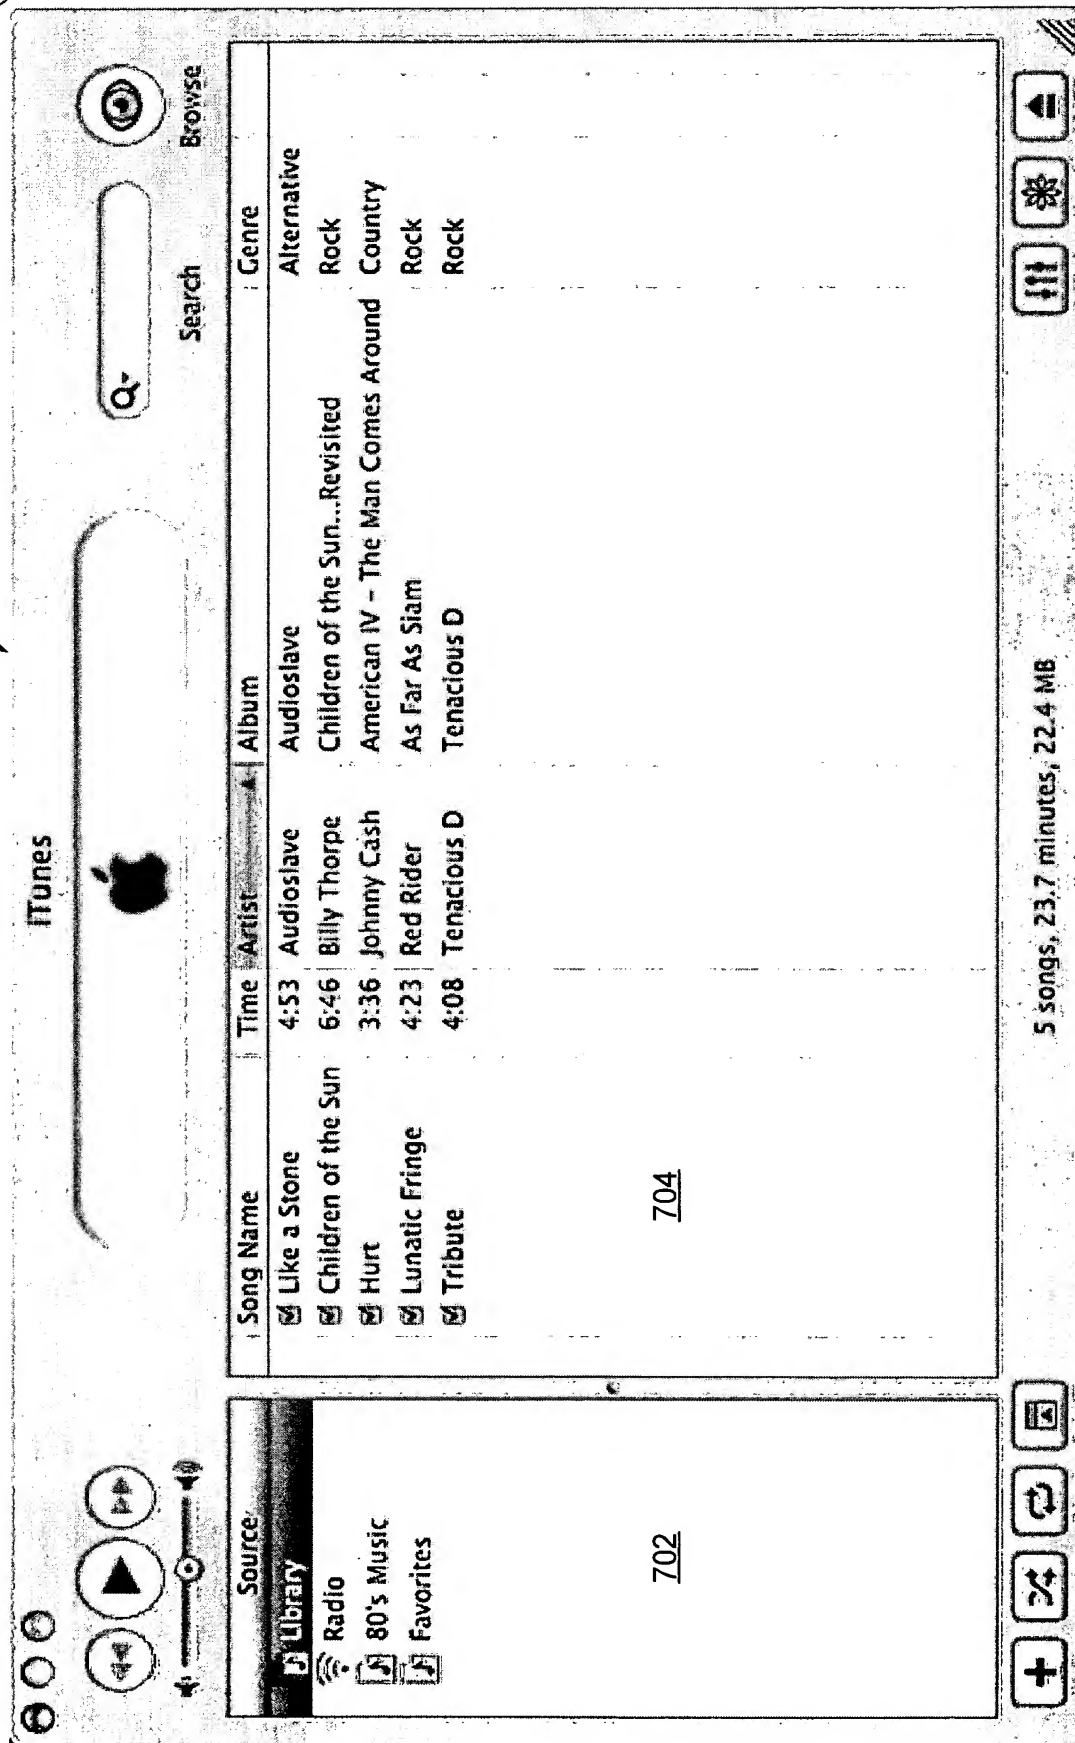 iTunes
Search
Browse
Source
Library
Radio
80's Music
Favorites
702
Song Name Time Artist Album Genre
Like a Stone 4:53 Audioslave Audioslave Alternative
Children of the Sun 6:46 Billy Thorpe Children of the Sun...Revisited Rock
Hurt 3:36 Johnny Cash American IV – The Man Comes Around Country
Lunatic Fringe 4:23 Red Rider As Far As Siam Rock
Tribute 4:08 Tenacious D Tenacious D Rock
704
5 songs, 23.7 minutes, 22.4 MB